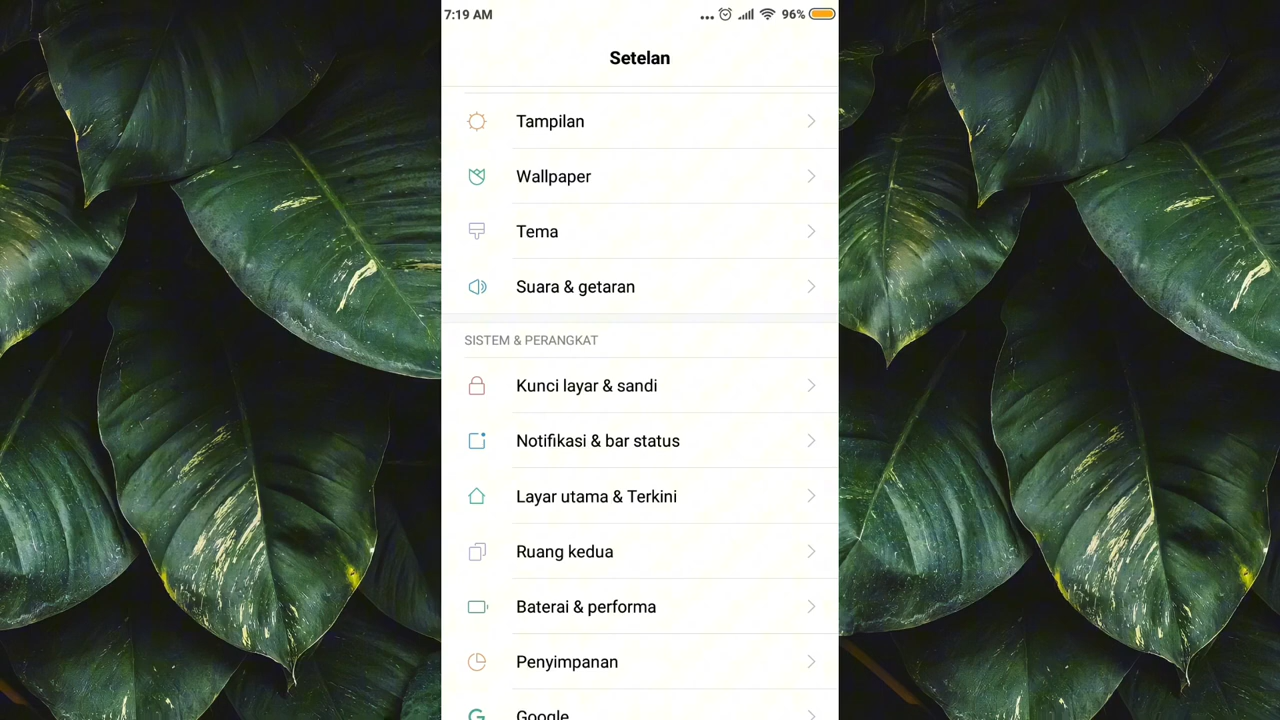 7:19 AM 96%
Setelan
Tampilan
Wallpaper
Tema
Suara & getaran
SISTEM & PERANGKAT
Kunci layar & sandi
Notifikasi & bar status
Layar utama & Terkini
Ruang kedua
Baterai & performa
Penyimpanan
Google